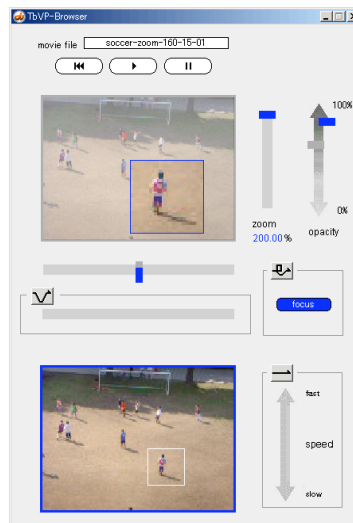 TbVP-Browser
movie file soccer-zoom-160-15-01
100%
zoom
200.00 %
0%
opacity
focus
fast
speed
slow